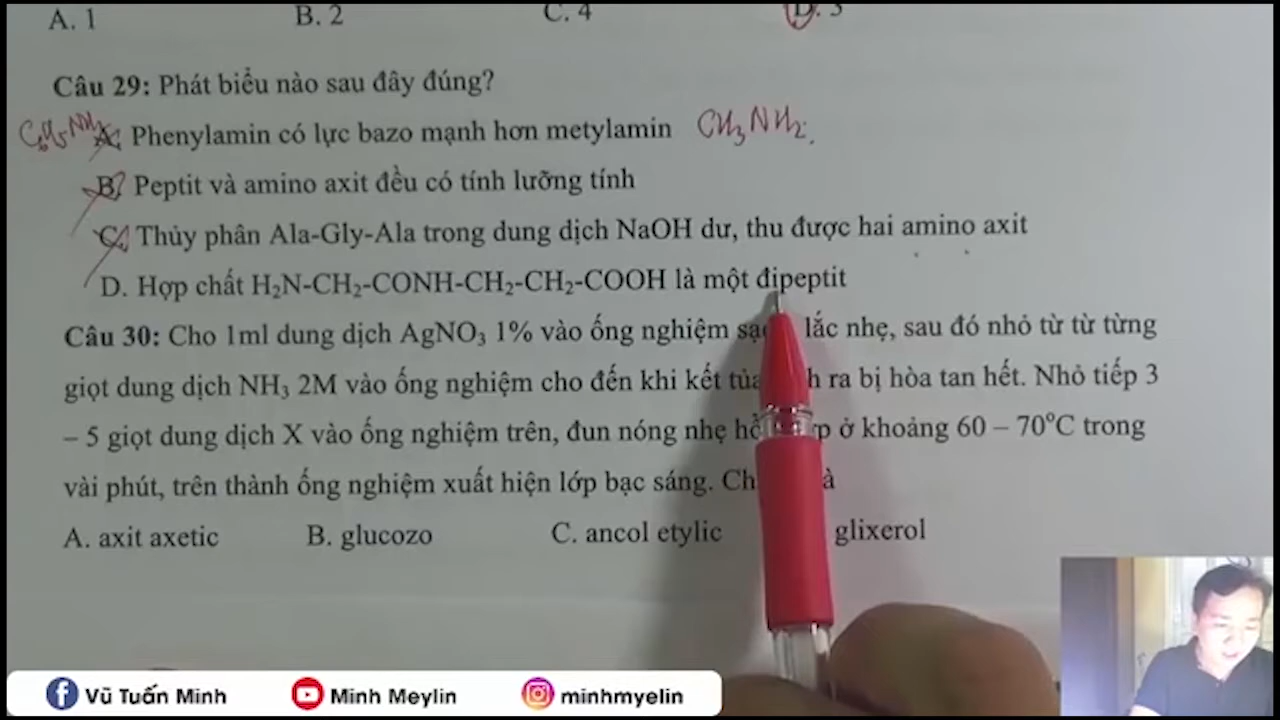 A. 1 B. 2 C. 4 D. 3
Câu 29: Phát biểu nào sau đây đúng?
C₆H₅NH₂ A. Phenylamin có lực bazo mạnh hơn metylamin CH₃NH₂.
B. Peptit và amino axit đều có tính lưỡng tính
C. Thủy phân Ala-Gly-Ala trong dung dịch NaOH dư, thu được hai amino axit
D. Hợp chất H₂N-CH₂-CONH-CH₂-CH₂-COOH là một đipeptit
Câu 30: Cho 1ml dung dịch AgNO₃ 1% vào ống nghiệm lắc nhẹ, sau đó nhỏ từ từ từng
giọt dung dịch NH₃ 2M vào ống nghiệm cho đến khi kết ra bị hòa tan hết. Nhỏ tiếp 3
– 5 giọt dung dịch X vào ống nghiệm trên, đun nóng nhẹ ở khoảng 60 – 70°C trong
vài phút, trên thành ống nghiệm xuất hiện lớp bạc sáng.
A. axit axetic B. glucozo C. ancol etylic glixerol
Vũ Tuấn Minh Minh Meylin minhmyelin